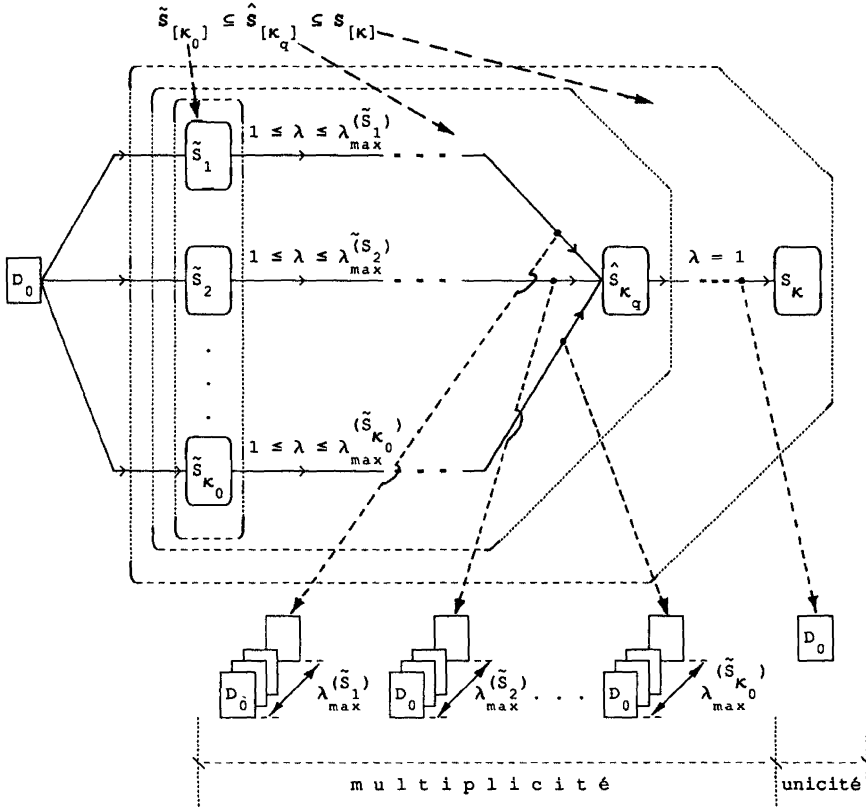 S̃[κ₀] ⊆ Ŝ[κq] ⊆ S[κ]
1 ≤ λ ≤ λmax(S̃₁)
S̃₁
1 ≤ λ ≤ λmax(S̃₂)
λ = 1
D₀
S̃₂
Ŝκq
Sκ
1 ≤ λ ≤ λmax(S̃κ₀)
S̃κ₀
D₀ λmax(S̃₁) D₀ λmax(S̃₂) . . . D₀ λmax(S̃κ₀)
D₀
multiplicité unicité